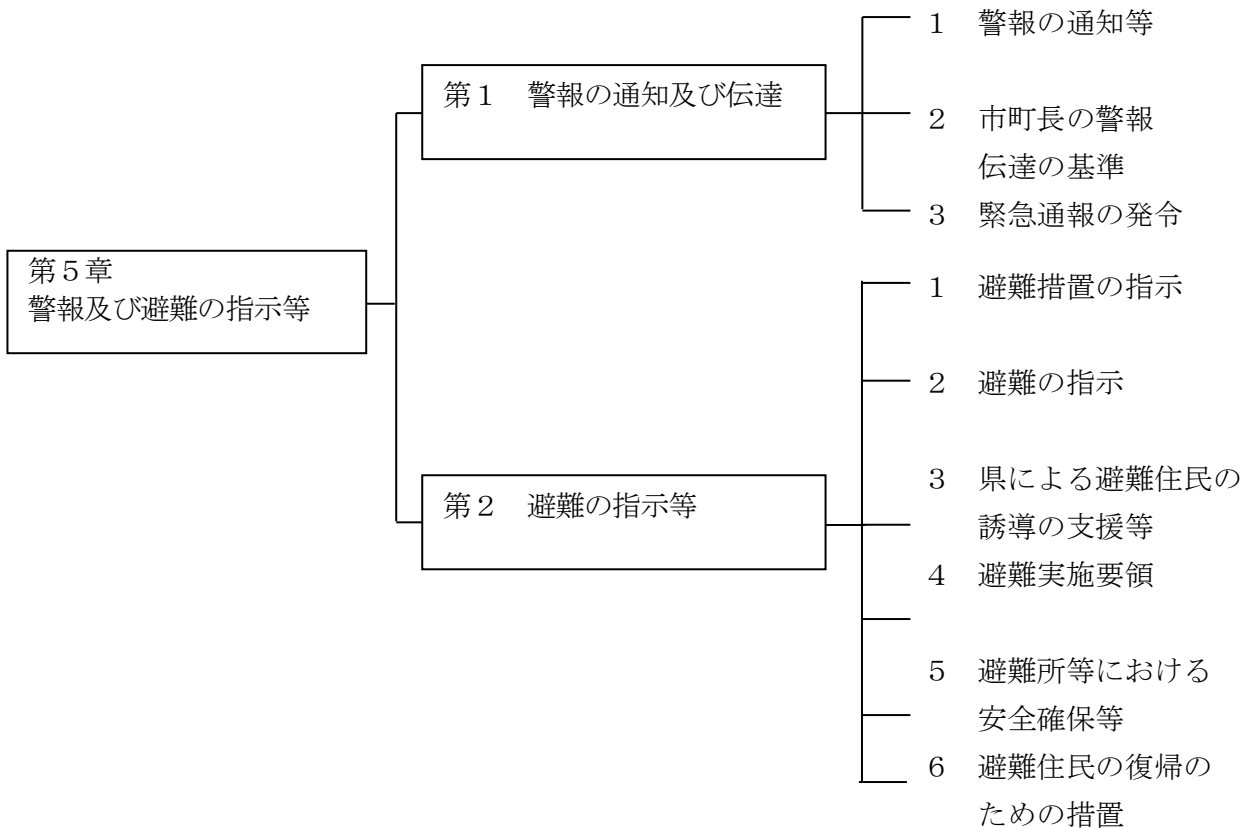 第５章
警報及び避難の指示等
第１　警報の通知及び伝達
１　警報の通知等
２　市町長の警報
伝達の基準
３　緊急通報の発令
第２　避難の指示等
１　避難措置の指示
２　避難の指示
３　県による避難住民の
誘導の支援等
４　避難実施要領
５　避難所等における
安全確保等
６　避難住民の復帰の
ための措置